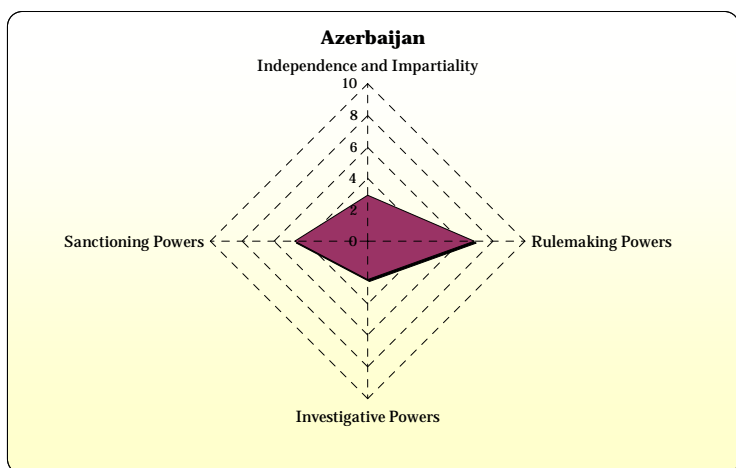 Azerbaijan
Independence and Impartiality
10
8
6
4
2
0
Sanctioning Powers
Rulemaking Powers
Investigative Powers